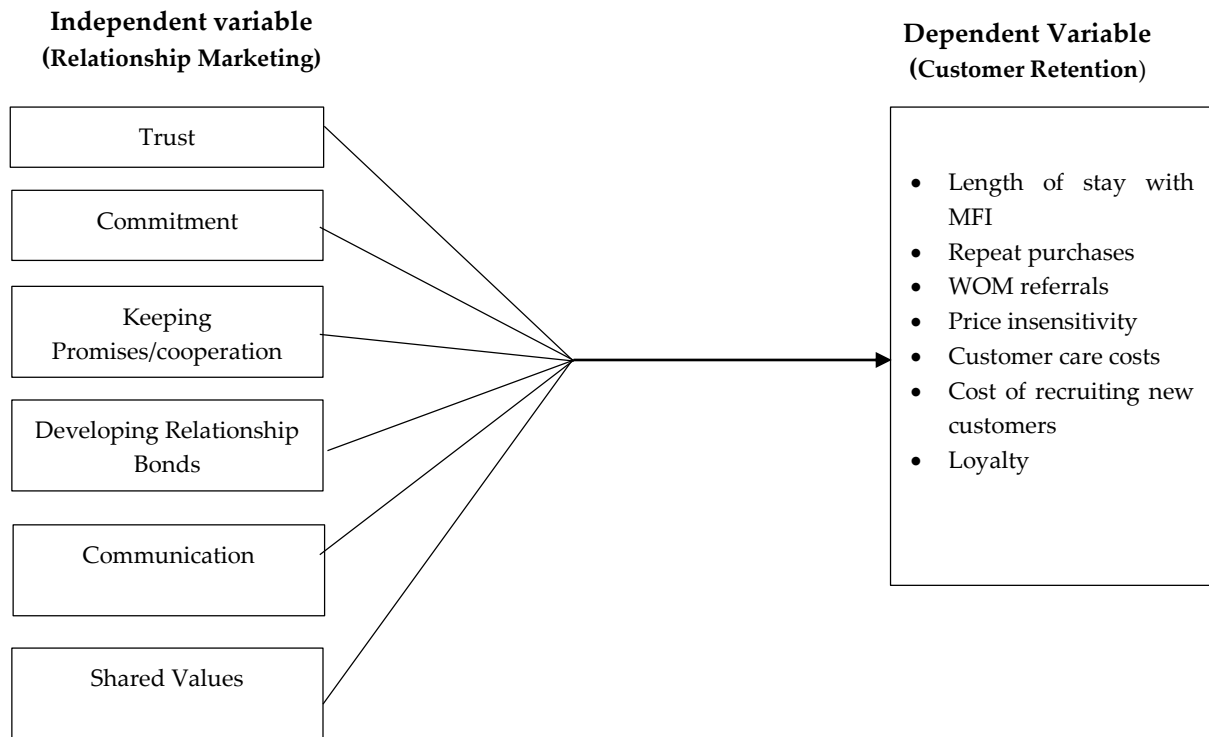 Independent variable
(Relationship Marketing)
Trust
Commitment
Keeping
Promises/cooperation
Developing Relationship
Bonds
Communication
Shared Values
Dependent Variable
(Customer Retention)
• Length of stay with
MFI
• Repeat purchases
• WOM referrals
• Price insensitivity
• Customer care costs
• Cost of recruiting new
customers
• Loyalty